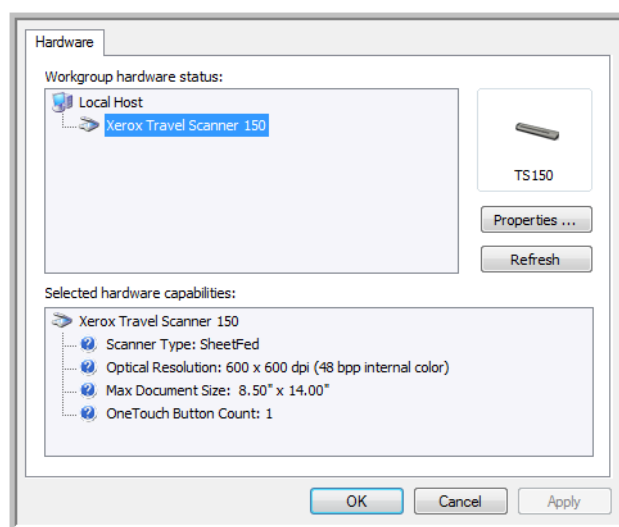 Hardware
Workgroup hardware status:
Local Host
Xerox Travel Scanner 150
TS150
Properties ...
Refresh
Selected hardware capabilities:
Xerox Travel Scanner 150
Scanner Type: SheetFed
Optical Resolution: 600 x 600 dpi (48 bpp internal color)
Max Document Size: 8.50" x 14.00"
OneTouch Button Count: 1
OK Cancel Apply